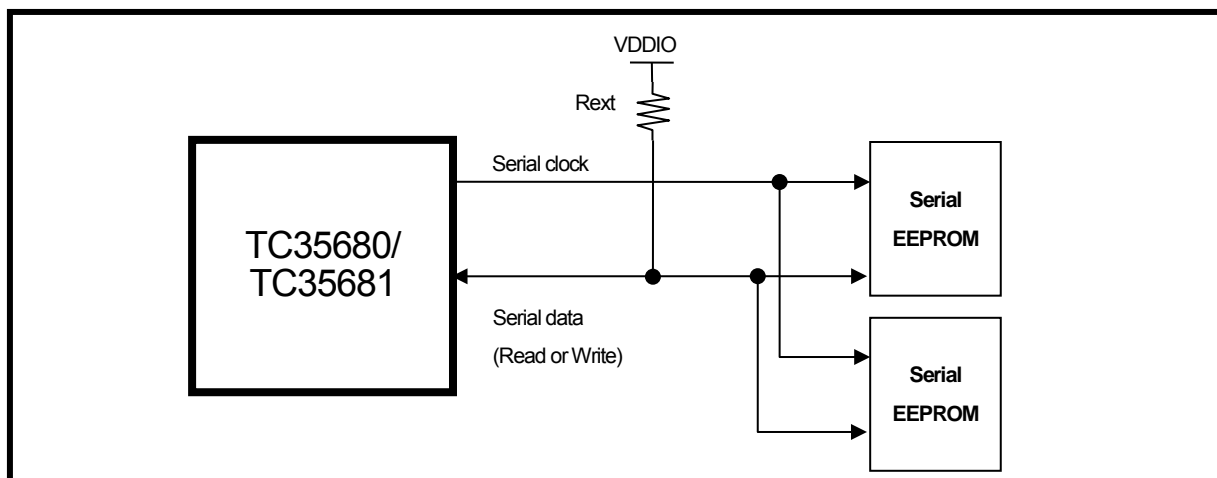 VDDIO
Rext
Serial clock
TC35680/
TC35681
Serial data
(Read or Write)
Serial
EEPROM
Serial
EEPROM